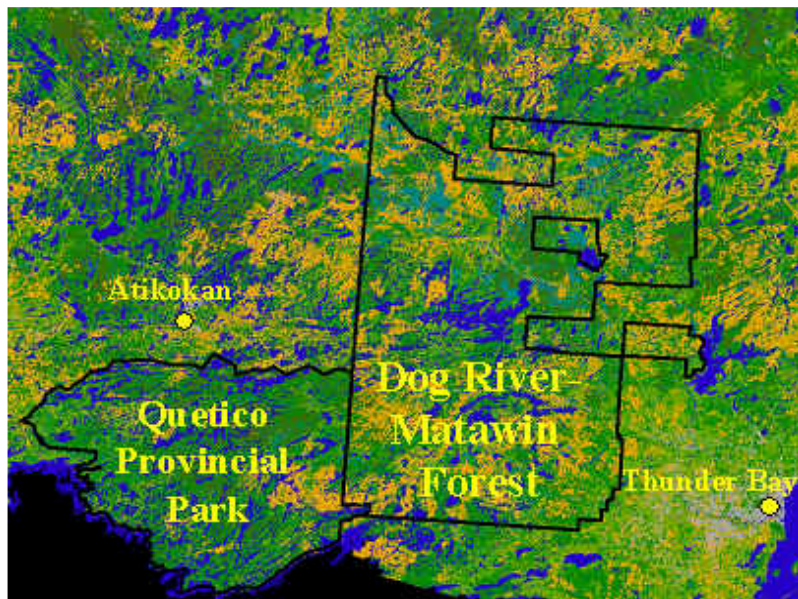 Atikokan
Dog River-
Matawin
Forest
Quetico
Provincial
Park
Thunder Bay